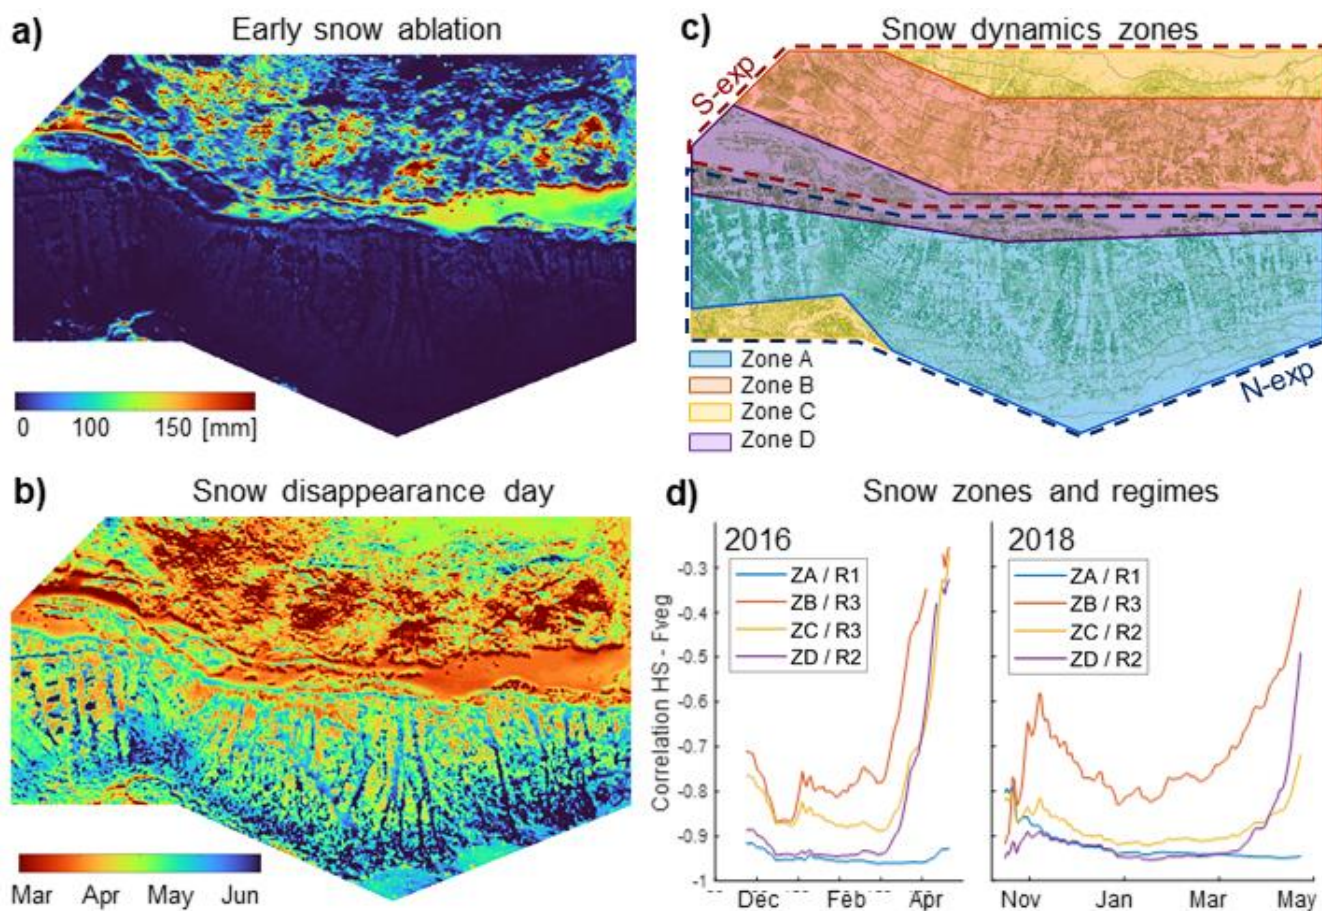 a)
Early snow ablation
0 100 150 [mm]
b)
Snow disappearance day
Mar Apr May Jun
c)
Snow dynamics zones
S-exp
N-exp
Zone A
Zone B
Zone C
Zone D
d)
Snow zones and regimes
Correlation HS - Fveg
-0.3
-0.4
-0.5
-0.6
-0.7
-0.8
-0.9
-1
2016
ZA / R1
ZB / R3
ZC / R3
ZD / R2
Dec Feb Apr
2018
ZA / R1
ZB / R3
ZC / R2
ZD / R2
Nov Jan Mar May